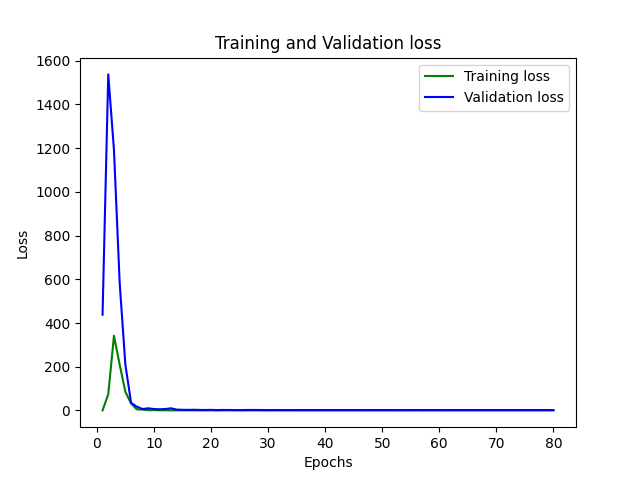 Training and Validation loss
Training loss
Validation loss
1600
1400
1200
1000
800
600
400
200
0
Loss
0 10 20 30 40 50 60 70 80
Epochs